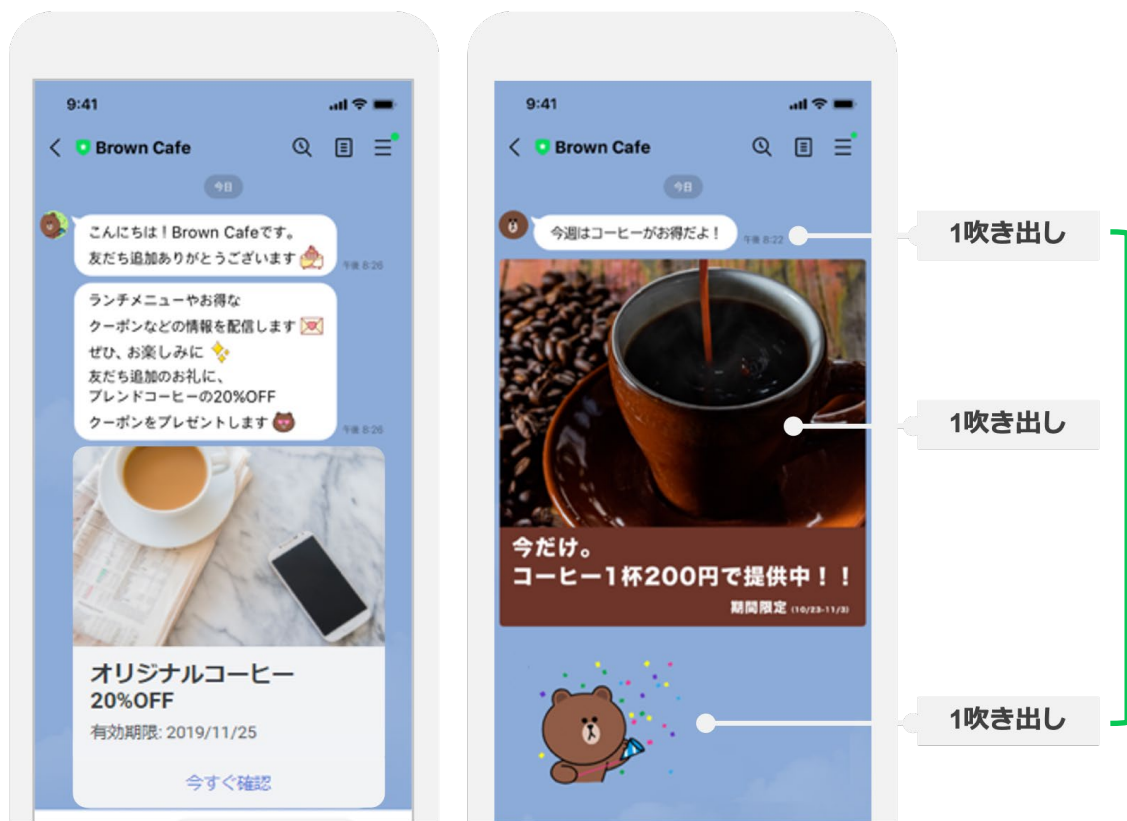 9:41
Brown Cafe
今日
こんにちは！Brown Cafeです。
友だち追加ありがとうございます
午後 8:26
ランチメニューやお得な
クーポンなどの情報を配信します
ぜひ、お楽しみに
友だち追加のお礼に、
ブレンドコーヒーの20%OFF
クーポンをプレゼントします
午後 8:26
オリジナルコーヒー
20%OFF
有効期限: 2019/11/25
今すぐ確認
9:41
Brown Cafe
今日
今週はコーヒーがお得だよ！
午後 8:22
今だけ。
コーヒー1杯200円で提供中！！
期間限定 (10/23-11/3)
1吹き出し
1吹き出し
1吹き出し